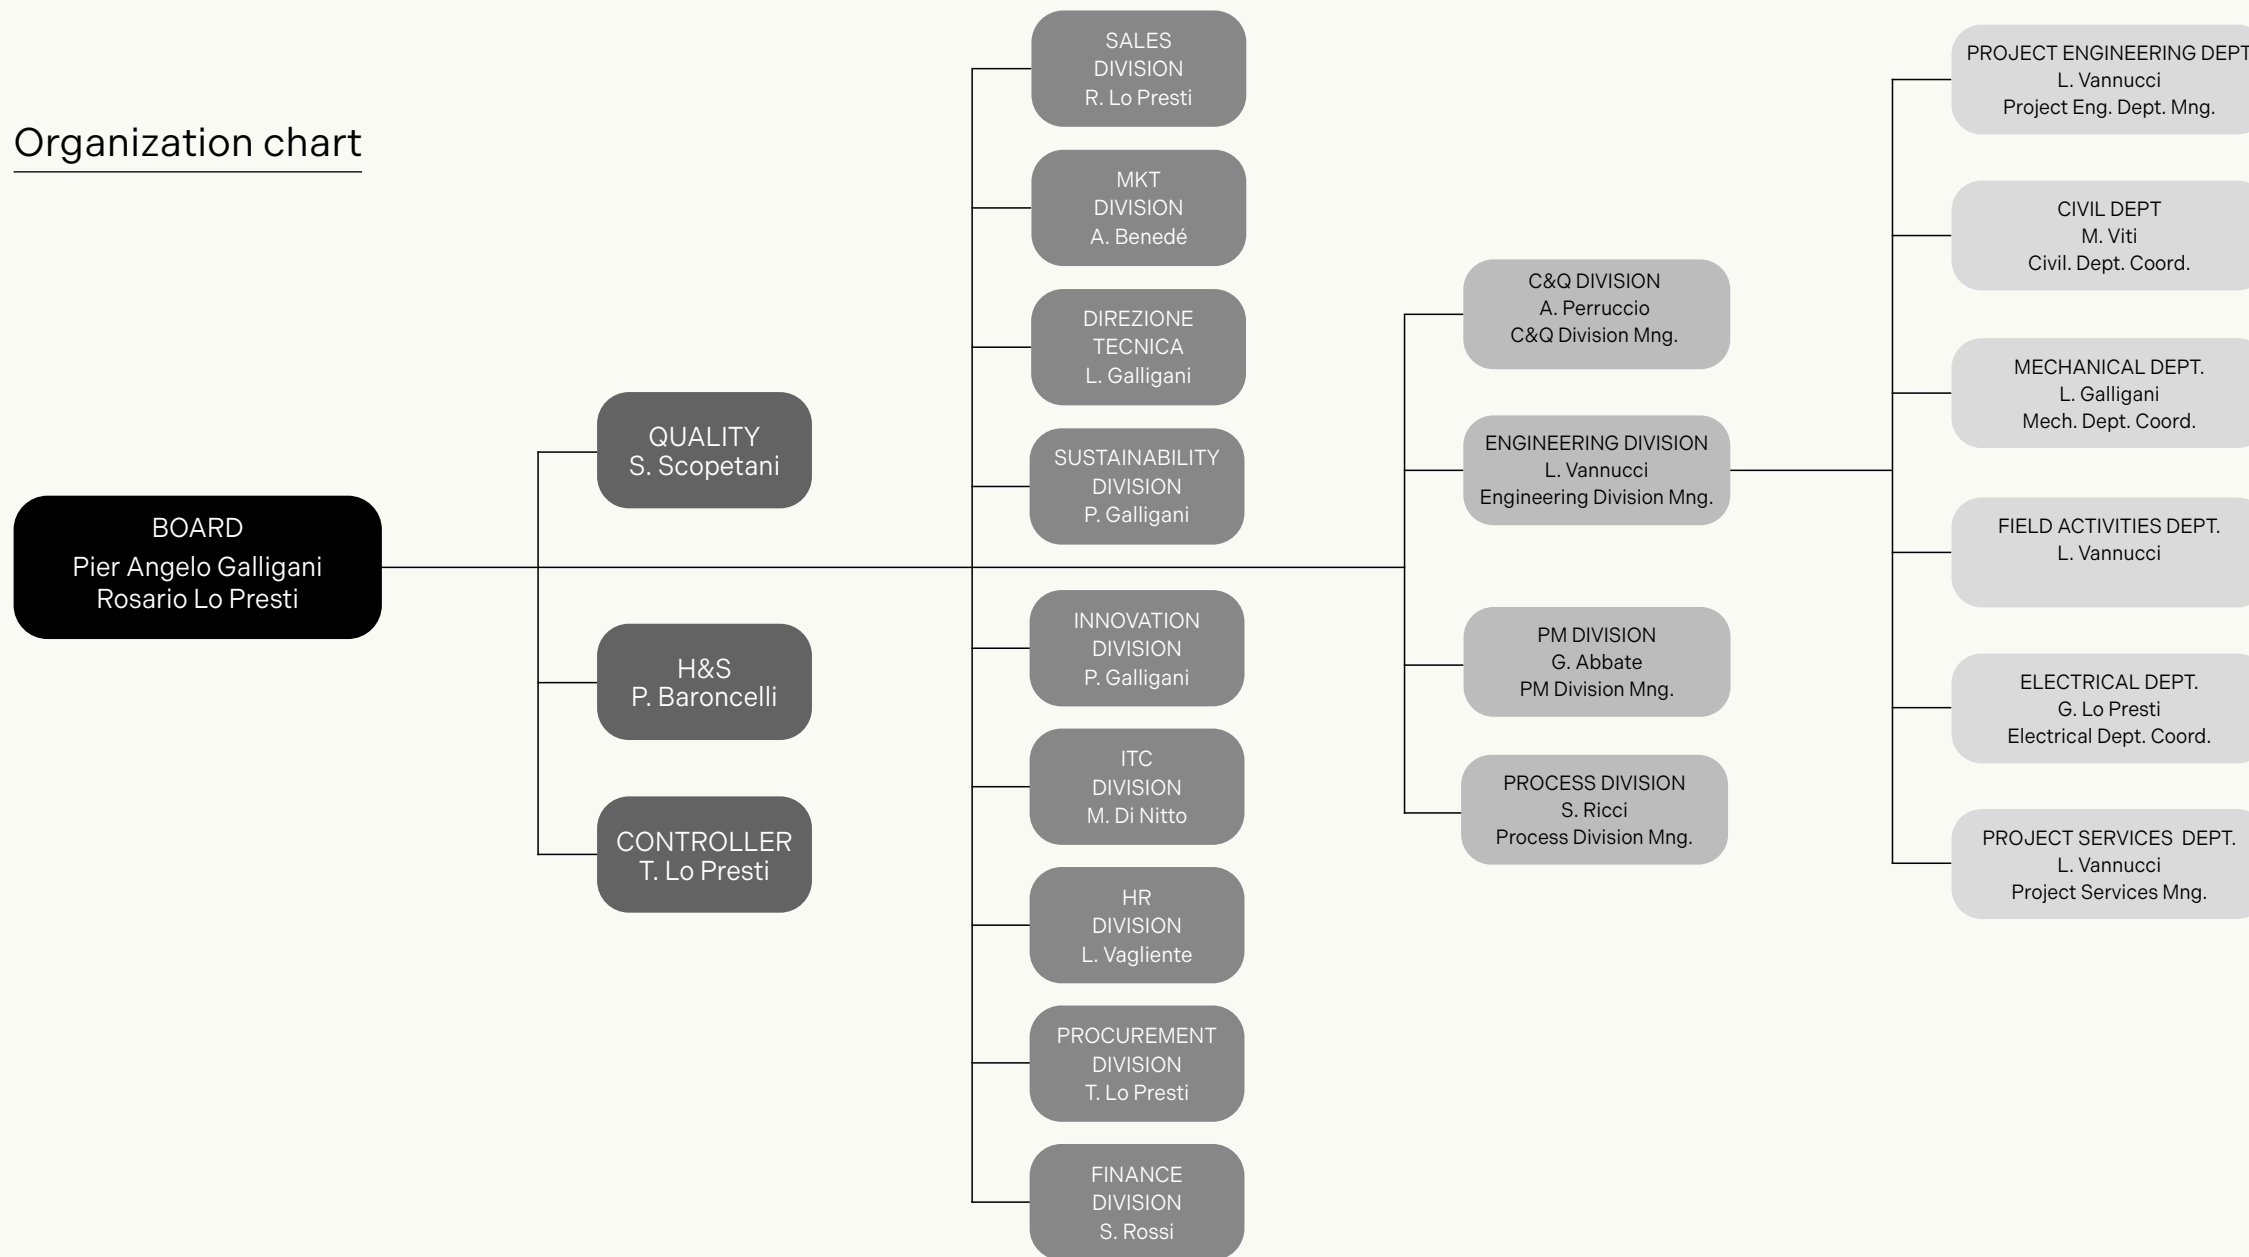 Organization chart
BOARD
Pier Angelo Galligani
Rosario Lo Presti
QUALITY
S. Scopetani
H&S
P. Baroncelli
CONTROLLER
T. Lo Presti
SALES
DIVISION
R. Lo Presti
MKT
DIVISION
A. Benedé
DIREZIONE
TECNICA
L. Galligani
SUSTAINABILITY
DIVISION
P. Galligani
INNOVATION
DIVISION
P. Galligani
ITC
DIVISION
M. Di Nitto
HR
DIVISION
L. Vagliente
PROCUREMENT
DIVISION
T. Lo Presti
FINANCE
DIVISION
S. Rossi
C&Q DIVISION
A. Perruccio
C&Q Division Mng.
ENGINEERING DIVISION
L. Vannucci
Engineering Division Mng.
PM DIVISION
G. Abbate
PM Division Mng.
PROCESS DIVISION
S. Ricci
Process Division Mng.
PROJECT ENGINEERING DEPT
L. Vannucci
Project Eng. Dept. Mng.
CIVIL DEPT
M. Viti
Civil. Dept. Coord.
MECHANICAL DEPT.
L. Galligani
Mech. Dept. Coord.
FIELD ACTIVITIES DEPT.
L. Vannucci
ELECTRICAL DEPT.
G. Lo Presti
Electrical Dept. Coord.
PROJECT SERVICES  DEPT.
L. Vannucci
Project Services Mng.